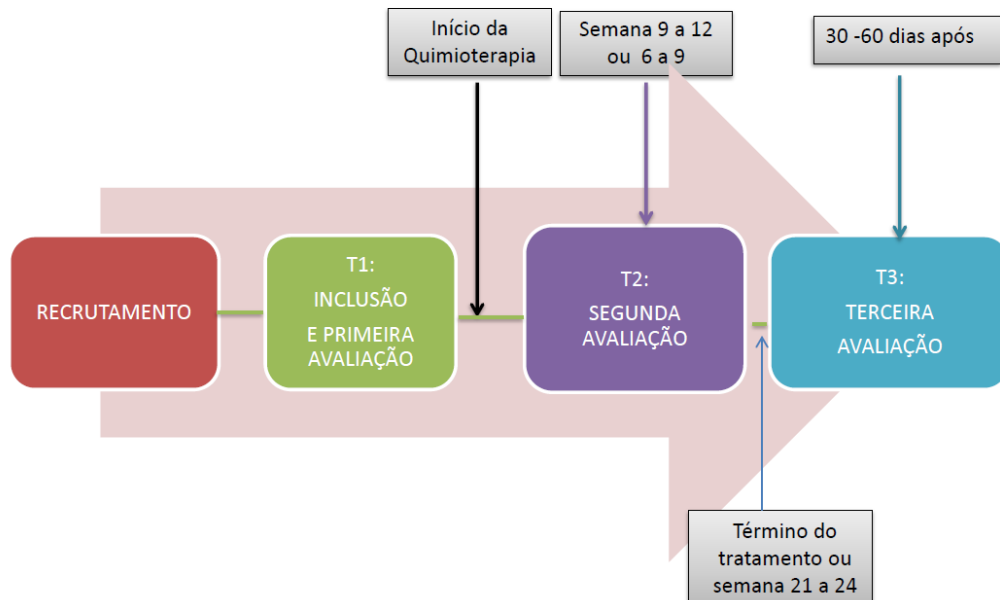 Início da
Quimioterapia
Semana 9 a 12
ou 6 a 9
30 -60 dias após
RECRUTAMENTO
T1:
INCLUSÃO
E PRIMEIRA
AVALIAÇÃO
T2:
SEGUNDA
AVALIAÇÃO
T3:
TERCEIRA
AVALIAÇÃO
Término do
tratamento ou
semana 21 a 24